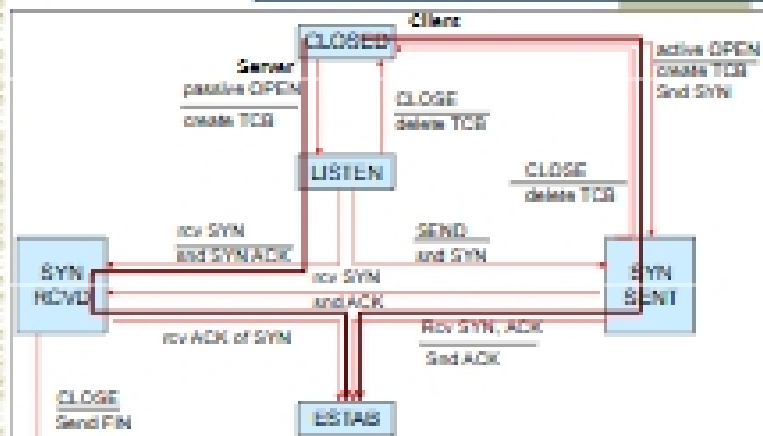 Client
CLOSED
active OPEN
create TCB
Snd SYN
Server
passive OPEN
create TCB
CLOSE
delete TCB
LISTEN
CLOSE
delete TCB
rcv SYN
snd SYN ACK
SEND
snd SYN
SYN
RCVD
SYN
SENT
rcv SYN
snd ACK
rcv ACK of SYN
Rcv SYN, ACK
Snd ACK
CLOSE
Send FIN
ESTAB